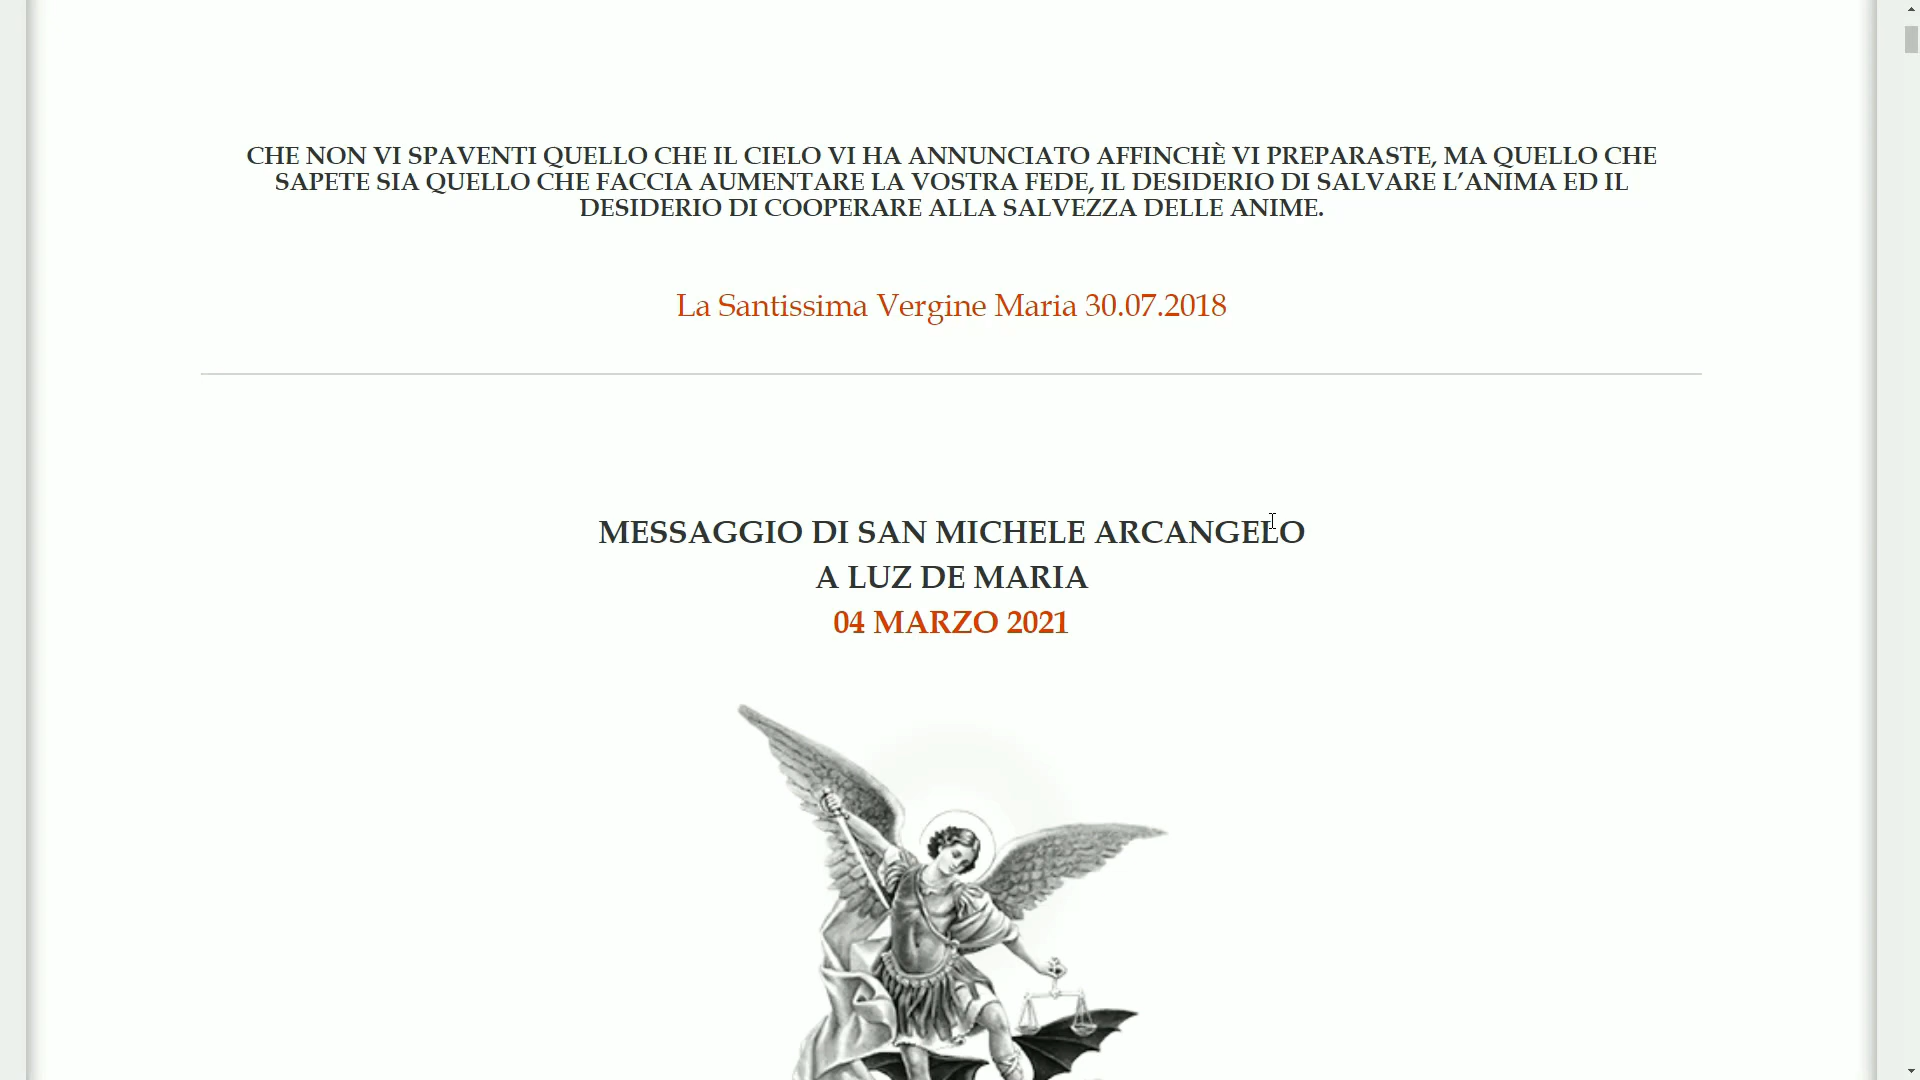 CHE NON VI SPAVENTI QUELLO CHE IL CIELO VI HA ANNUNCIATO AFFINCHÈ VI PREPARASTE, MA QUELLO CHE
SAPETE SIA QUELLO CHE FACCIA AUMENTARE LA VOSTRA FEDE, IL DESIDERIO DI SALVARE L’ANIMA ED IL
DESIDERIO DI COOPERARE ALLA SALVEZZA DELLE ANIME.
La Santissima Vergine Maria 30.07.2018
MESSAGGIO DI SAN MICHELE ARCANGELO
A LUZ DE MARIA
04 MARZO 2021